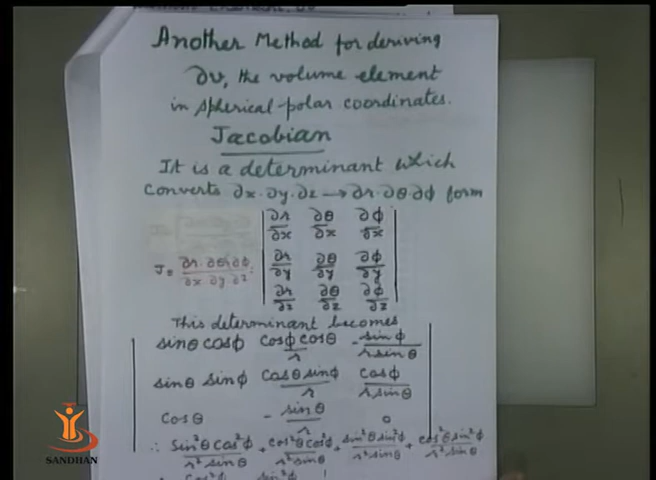 Another Method for deriving
∂v, the volume element
in spherical-polar coordinates.
Jacobian
It is a determinant which
converts ∂x.∂y.∂z → ∂r.∂θ.∂φ form
J = ∂r.∂θ.∂φ / ∂x ∂y ∂z = | ∂r/∂x ∂θ/∂x ∂φ/∂x |
| ∂r/∂y ∂θ/∂y ∂φ/∂y |
| ∂r/∂z ∂θ/∂z ∂φ/∂z |
This determinant becomes
| sinθ cosφ cosφ cosθ/r - sinφ/r sinθ |
| sinθ sinφ cosθ sinφ/r cosφ/r sinθ |
| cosθ - sinθ/r 0 |
∴ sin²θ cos²φ/r² sinθ + cos²θ cos²φ/r² sinθ + sin²θ sin²φ/r² sinθ + cos²θ sin²φ/r² sinθ
SANDHAN